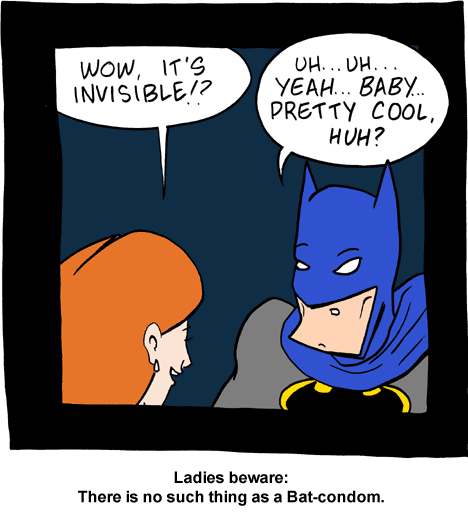 WOW, IT'S
INVISIBLE!?
UH...UH...
YEAH... BABY...
PRETTY COOL,
HUH?
Ladies beware:
There is no such thing as a Bat-condom.